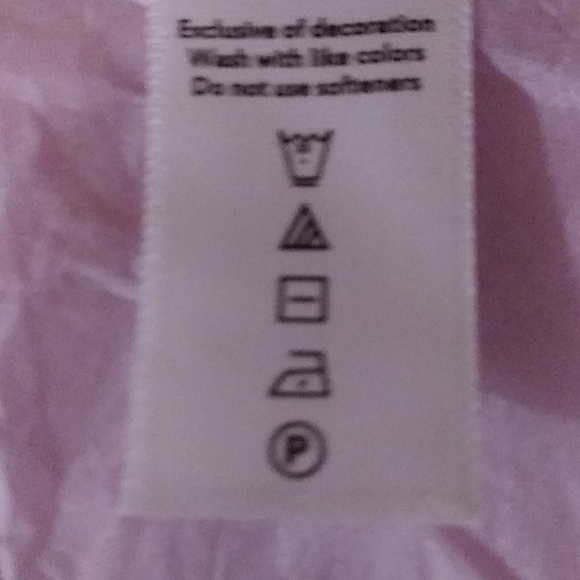 Exclusive of decoration
Wash with like colors
Do not use softeners
P